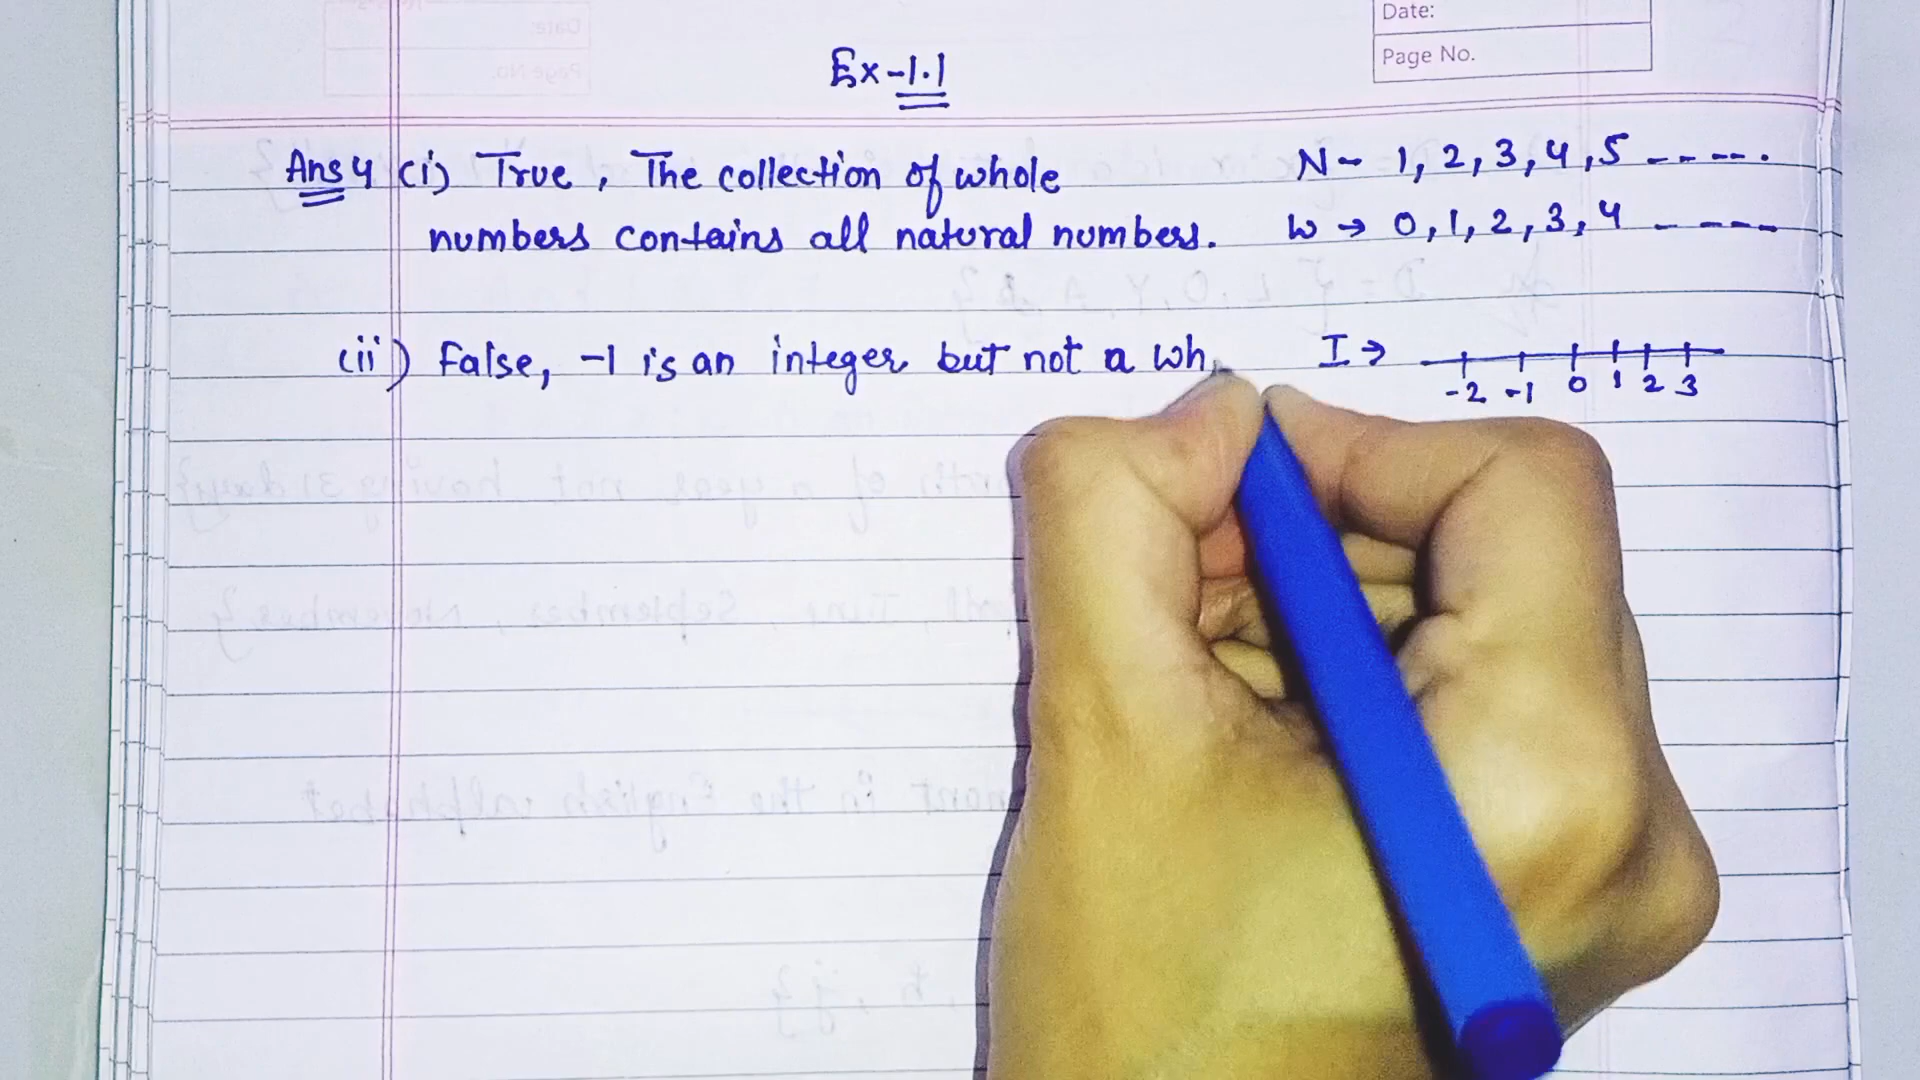 Date:
Page No.
Ex-1.1
Ans 4 (i) True, The collection of whole
numbers contains all natural numbers.
N- 1, 2, 3, 4, 5 -----.
W → 0, 1, 2, 3, 4 -----
(ii) False, -1 is an integer but not a wh
I →
-2 -1 0 1 2 3